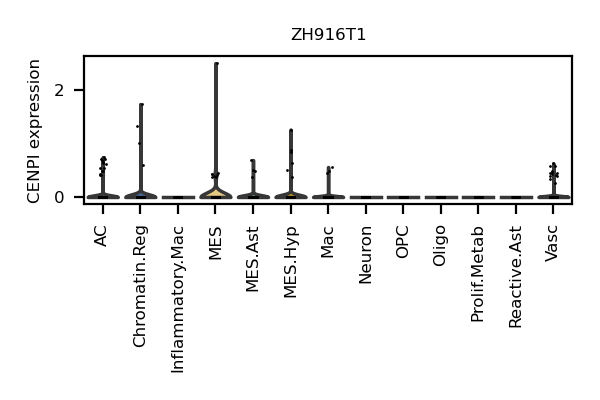 ZH916T1
CENPI expression
2
0
AC
Chromatin.Reg
Inflammatory.Mac
MES
MES.Ast
MES.Hyp
Mac
Neuron
OPC
Oligo
Prolif.Metab
Reactive.Ast
Vasc